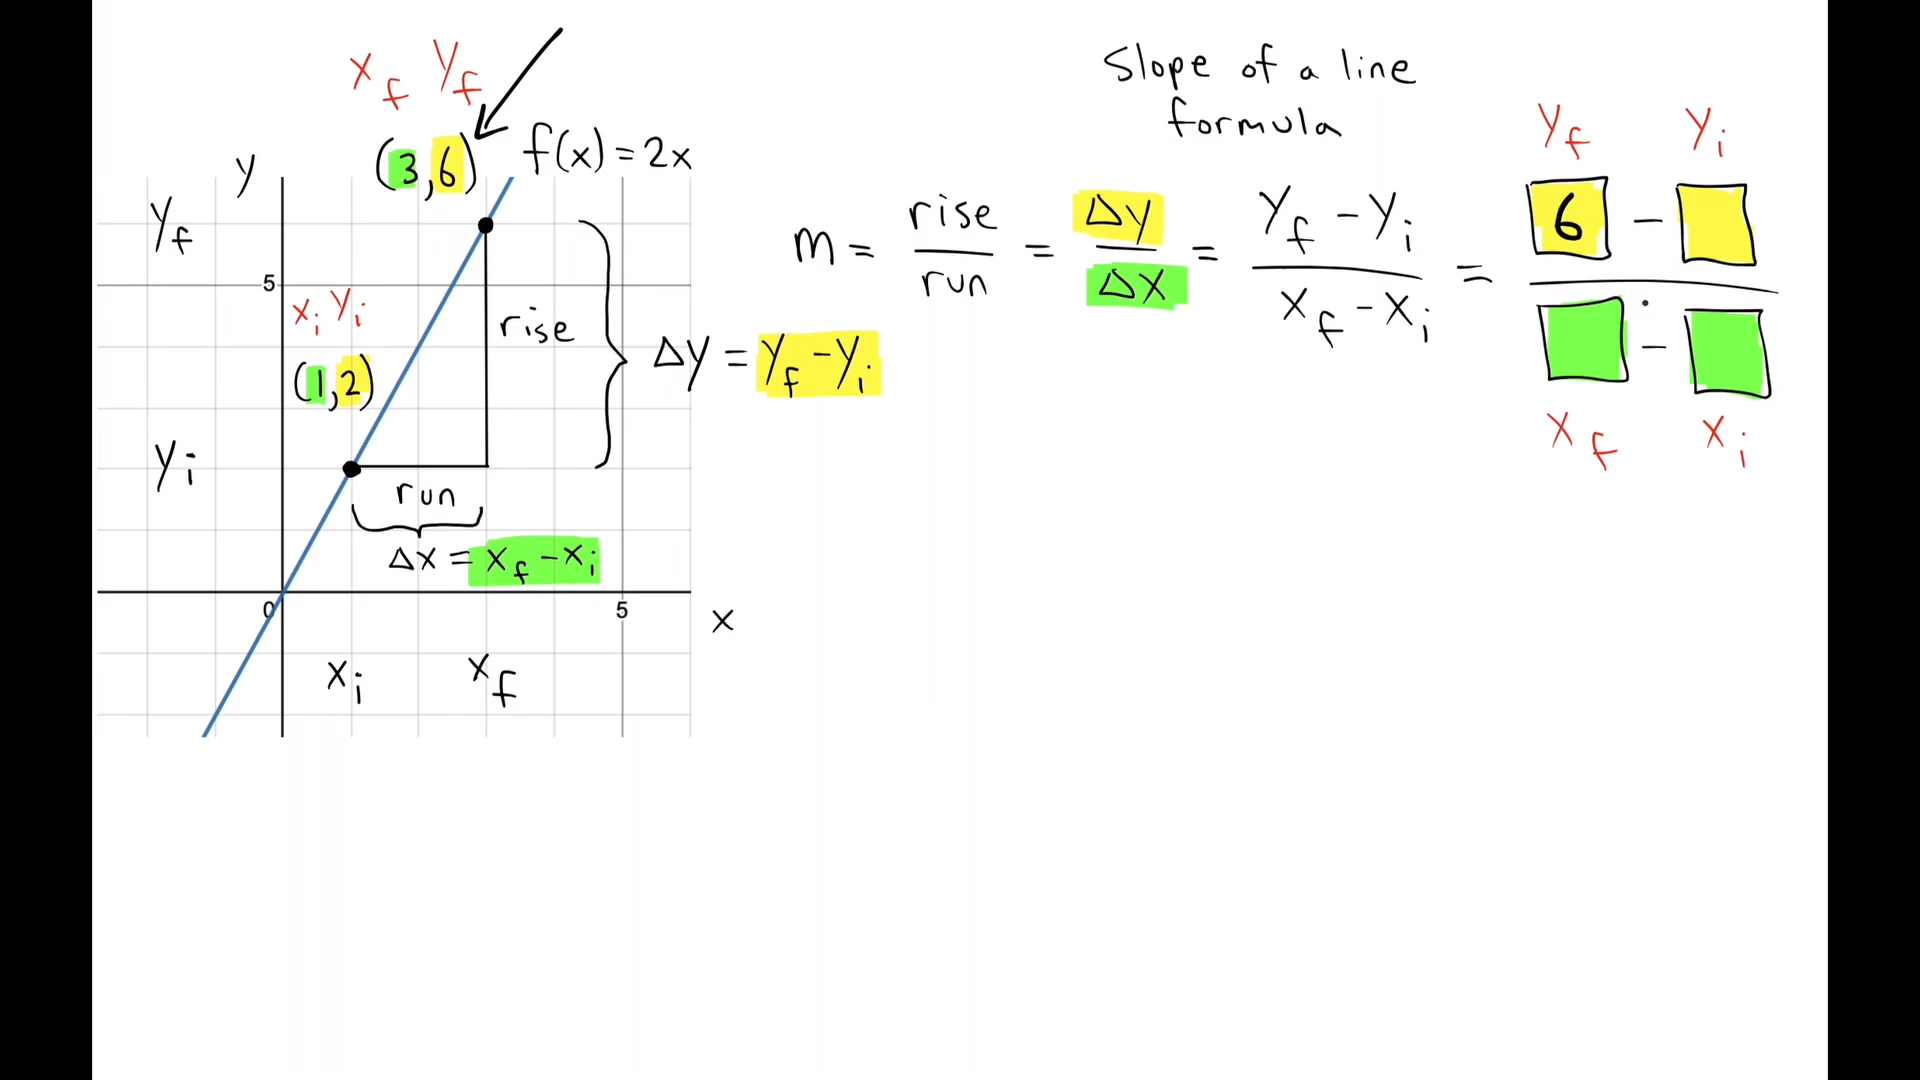 x_f y_f
(3,6)
f(x)=2x
y
y_f
5
x_i y_i
(1,2)
rise
Δy = y_f - y_i
y_i
run
Δx = x_f - x_i
0
5
x
x_i x_f
Slope of a line
formula
m = rise/run = Δy/Δx = (y_f - y_i)/(x_f - x_i) =
y_f y_i
6 -
-
x_f x_i